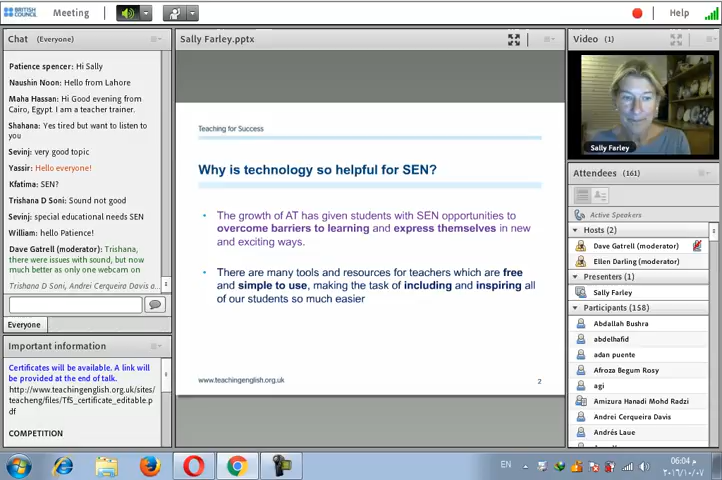 BRITISH
COUNCIL
Meeting
Help
Chat (Everyone)
Patience spencer: Hi Sally
Naushin Noon: Hello from Lahore
Maha Hassan: Hi Good evening from
Cairo, Egypt. I am a teacher trainer.
Shahana: Yes tired but want to listen to
you
Sevinj: very good topic
Yassir: Hello everyone!
Kfatima: SEN?
Trishana D Soni: Sound not good
Sevinj: special educational needs SEN
William: hello Patience!
Dave Gatrell (moderator): Trishana,
there were issues with sound, but now
much better as only one webcam on
Trishana D Soni, Andrei Cerqueira Davis a...
Everyone
Important information
Certificates will be available. A link will
be provided at the end of talk.
http://www.teachingenglish.org.uk/sites/
teacheng/files/TfS_certificate_editable.p
df
COMPETITION
Sally Farley.pptx
Teaching for Success
Why is technology so helpful for SEN?
• The growth of AT has given students with SEN opportunities to
overcome barriers to learning and express themselves in new
and exciting ways.
• There are many tools and resources for teachers which are free
and simple to use, making the task of including and inspiring all
of our students so much easier
www.teachingenglish.org.uk
2
Video (1)
Sally Farley
Attendees (161)
Active Speakers
Hosts (2)
Dave Gatrell (moderator)
Ellen Darling (moderator)
Presenters (1)
Sally Farley
Participants (158)
Abdallah Bushra
abdelhafid
adan puente
Afroza Begum Rosy
agi
Amizura Hanadi Mohd Radzi
Andrei Cerqueira Davis
Andrés Laue
EN
06:04 م
٢٠١٦/١٠/٠٧